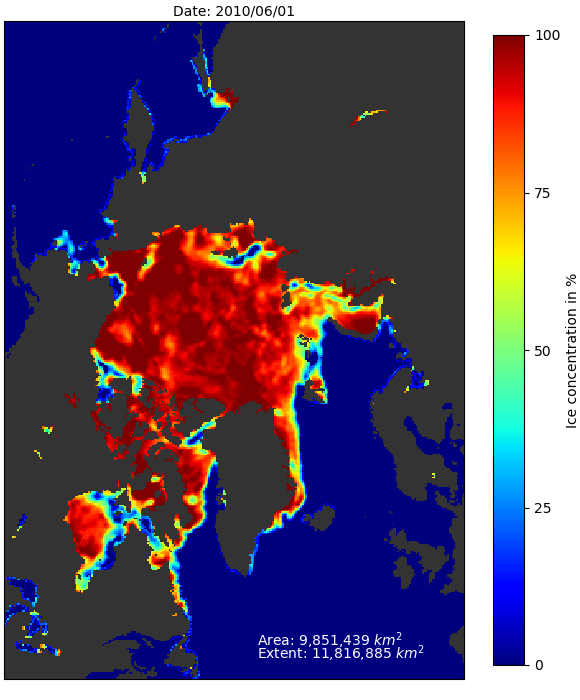 Date: 2010/06/01
100
75
50
25
0
Ice concentration in %
Area: 9,851,439 km²
Extent: 11,816,885 km²